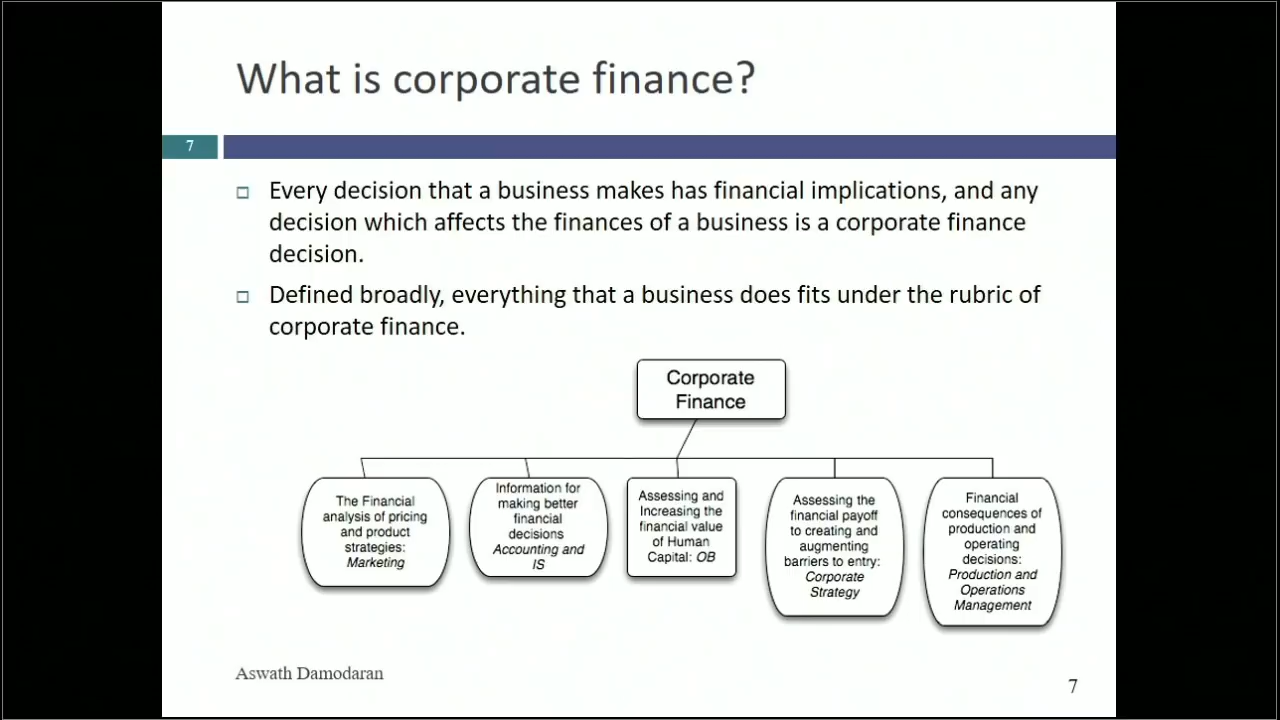 What is corporate finance?
7
Every decision that a business makes has financial implications, and any
decision which affects the finances of a business is a corporate finance
decision.
Defined broadly, everything that a business does fits under the rubric of
corporate finance.
Corporate
Finance
The Financial
analysis of pricing
and product
strategies:
Marketing
Information for
making better
financial
decisions
Accounting and
IS
Assessing and
Increasing the
financial value
of Human
Capital: OB
Assessing the
financial payoff
to creating and
augmenting
barriers to entry:
Corporate
Strategy
Financial
consequences of
production and
operating
decisions:
Production and
Operations
Management
Aswath Damodaran
7